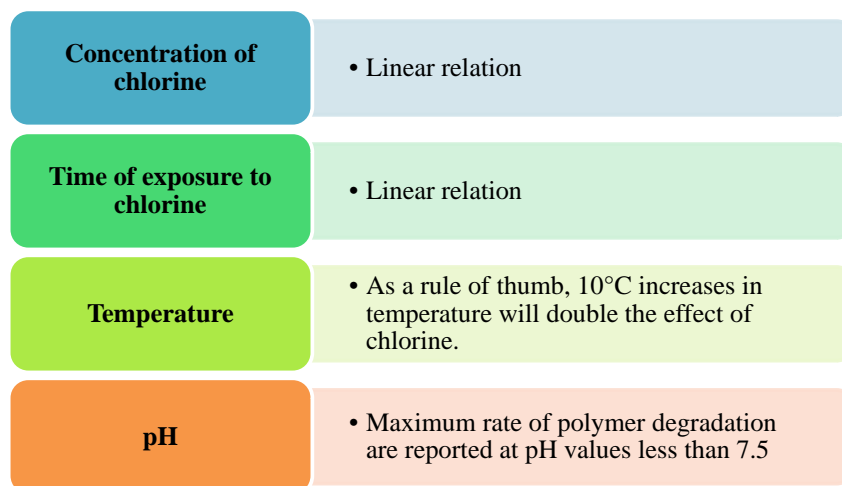 Concentration of
chlorine
• Linear relation
Time of exposure to
chlorine
• Linear relation
Temperature
• As a rule of thumb, 10°C increases in
temperature will double the effect of
chlorine.
pH
• Maximum rate of polymer degradation
are reported at pH values less than 7.5